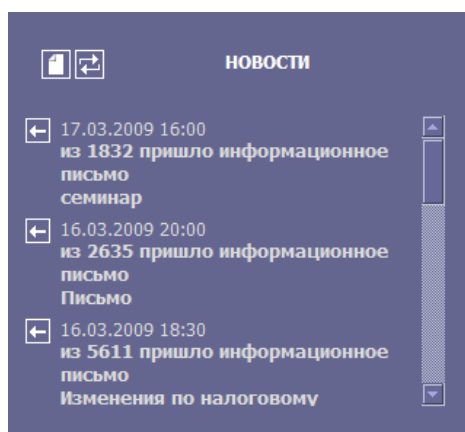 НОВОСТИ
17.03.2009 16:00
из 1832 пришло информационное
письмо
семинар
16.03.2009 20:00
из 2635 пришло информационное
письмо
Письмо
16.03.2009 18:30
из 5611 пришло информационное
письмо
Изменения по налоговому